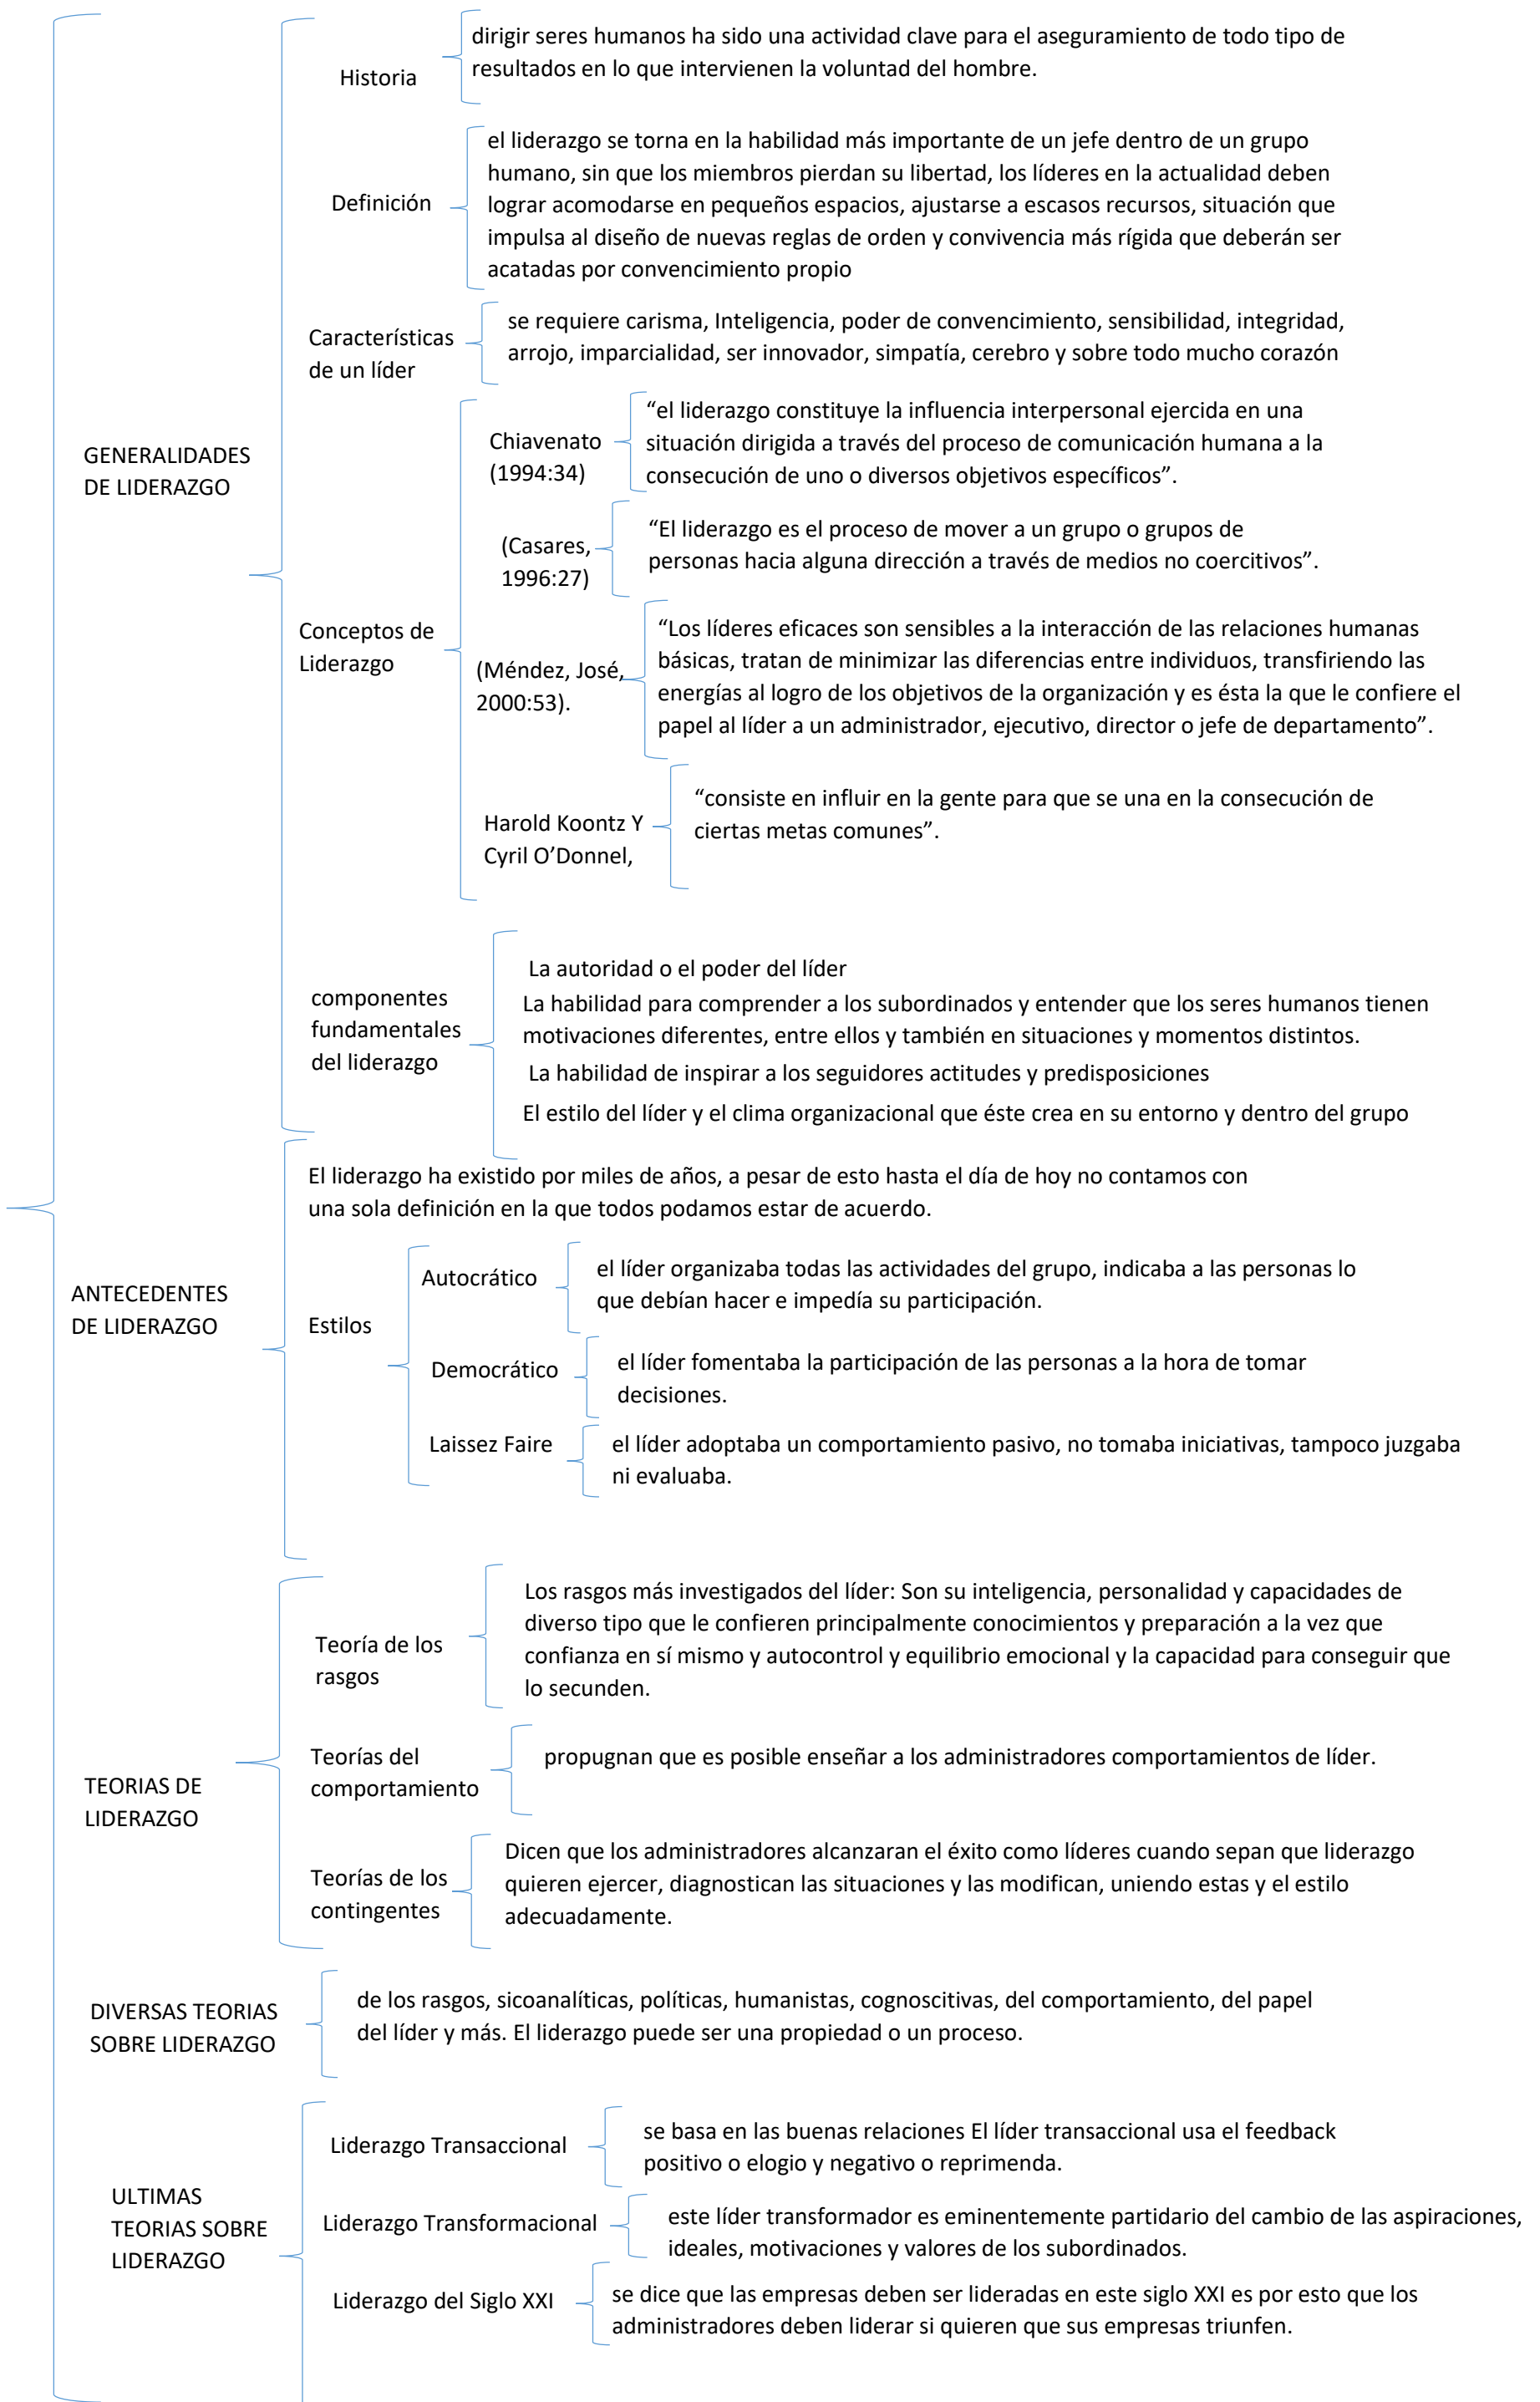 dirigir seres humanos ha sido una actividad clave para el aseguramiento de todo tipo de
resultados en lo que intervienen la voluntad del hombre.
Historia
el liderazgo se torna en la habilidad más importante de un jefe dentro de un grupo
humano, sin que los miembros pierdan su libertad, los líderes en la actualidad deben
lograr acomodarse en pequeños espacios, ajustarse a escasos recursos, situación que
impulsa al diseño de nuevas reglas de orden y convivencia más rígida que deberán ser
acatadas por convencimiento propio
Definición
Características
de un líder
se requiere carisma, Inteligencia, poder de convencimiento, sensibilidad, integridad,
arrojo, imparcialidad, ser innovador, simpatía, cerebro y sobre todo mucho corazón
GENERALIDADES
DE LIDERAZGO
Conceptos de
Liderazgo
Chiavenato
(1994:34)
“el liderazgo constituye la influencia interpersonal ejercida en una
situación dirigida a través del proceso de comunicación humana a la
consecución de uno o diversos objetivos específicos”.
(Casares,
1996:27)
“El liderazgo es el proceso de mover a un grupo o grupos de
personas hacia alguna dirección a través de medios no coercitivos”.
(Méndez, José,
2000:53).
“Los líderes eficaces son sensibles a la interacción de las relaciones humanas
básicas, tratan de minimizar las diferencias entre individuos, transfiriendo las
energías al logro de los objetivos de la organización y es ésta la que le confiere el
papel al líder a un administrador, ejecutivo, director o jefe de departamento”.
Harold Koontz Y
Cyril O’Donnel,
“consiste en influir en la gente para que se una en la consecución de
ciertas metas comunes”.
componentes
fundamentales
del liderazgo
La autoridad o el poder del líder
La habilidad para comprender a los subordinados y entender que los seres humanos tienen
motivaciones diferentes, entre ellos y también en situaciones y momentos distintos.
La habilidad de inspirar a los seguidores actitudes y predisposiciones
El estilo del líder y el clima organizacional que éste crea en su entorno y dentro del grupo
ANTECEDENTES
DE LIDERAZGO
El liderazgo ha existido por miles de años, a pesar de esto hasta el día de hoy no contamos con
una sola definición en la que todos podamos estar de acuerdo.
Estilos
Autocrático
el líder organizaba todas las actividades del grupo, indicaba a las personas lo
que debían hacer e impedía su participación.
Democrático
el líder fomentaba la participación de las personas a la hora de tomar
decisiones.
Laissez Faire
el líder adoptaba un comportamiento pasivo, no tomaba iniciativas, tampoco juzgaba
ni evaluaba.
TEORIAS DE
LIDERAZGO
Teoría de los
rasgos
Los rasgos más investigados del líder: Son su inteligencia, personalidad y capacidades de
diverso tipo que le confieren principalmente conocimientos y preparación a la vez que
confianza en sí mismo y autocontrol y equilibrio emocional y la capacidad para conseguir que
lo secunden.
Teorías del
comportamiento
propugnan que es posible enseñar a los administradores comportamientos de líder.
Teorías de los
contingentes
Dicen que los administradores alcanzaran el éxito como líderes cuando sepan que liderazgo
quieren ejercer, diagnostican las situaciones y las modifican, uniendo estas y el estilo
adecuadamente.
DIVERSAS TEORIAS
SOBRE LIDERAZGO
de los rasgos, sicoanalíticas, políticas, humanistas, cognoscitivas, del comportamiento, del papel
del líder y más. El liderazgo puede ser una propiedad o un proceso.
ULTIMAS
TEORIAS SOBRE
LIDERAZGO
Liderazgo Transaccional
se basa en las buenas relaciones El líder transaccional usa el feedback
positivo o elogio y negativo o reprimenda.
Liderazgo Transformacional
este líder transformador es eminentemente partidario del cambio de las aspiraciones,
ideales, motivaciones y valores de los subordinados.
Liderazgo del Siglo XXI
se dice que las empresas deben ser lideradas en este siglo XXI es por esto que los
administradores deben liderar si quieren que sus empresas triunfen.